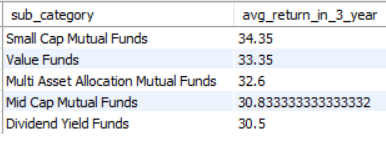 sub_category avg_return_in_3_year
Small Cap Mutual Funds 34.35
Value Funds 33.35
Multi Asset Allocation Mutual Funds 32.6
Mid Cap Mutual Funds 30.833333333333332
Dividend Yield Funds 30.5